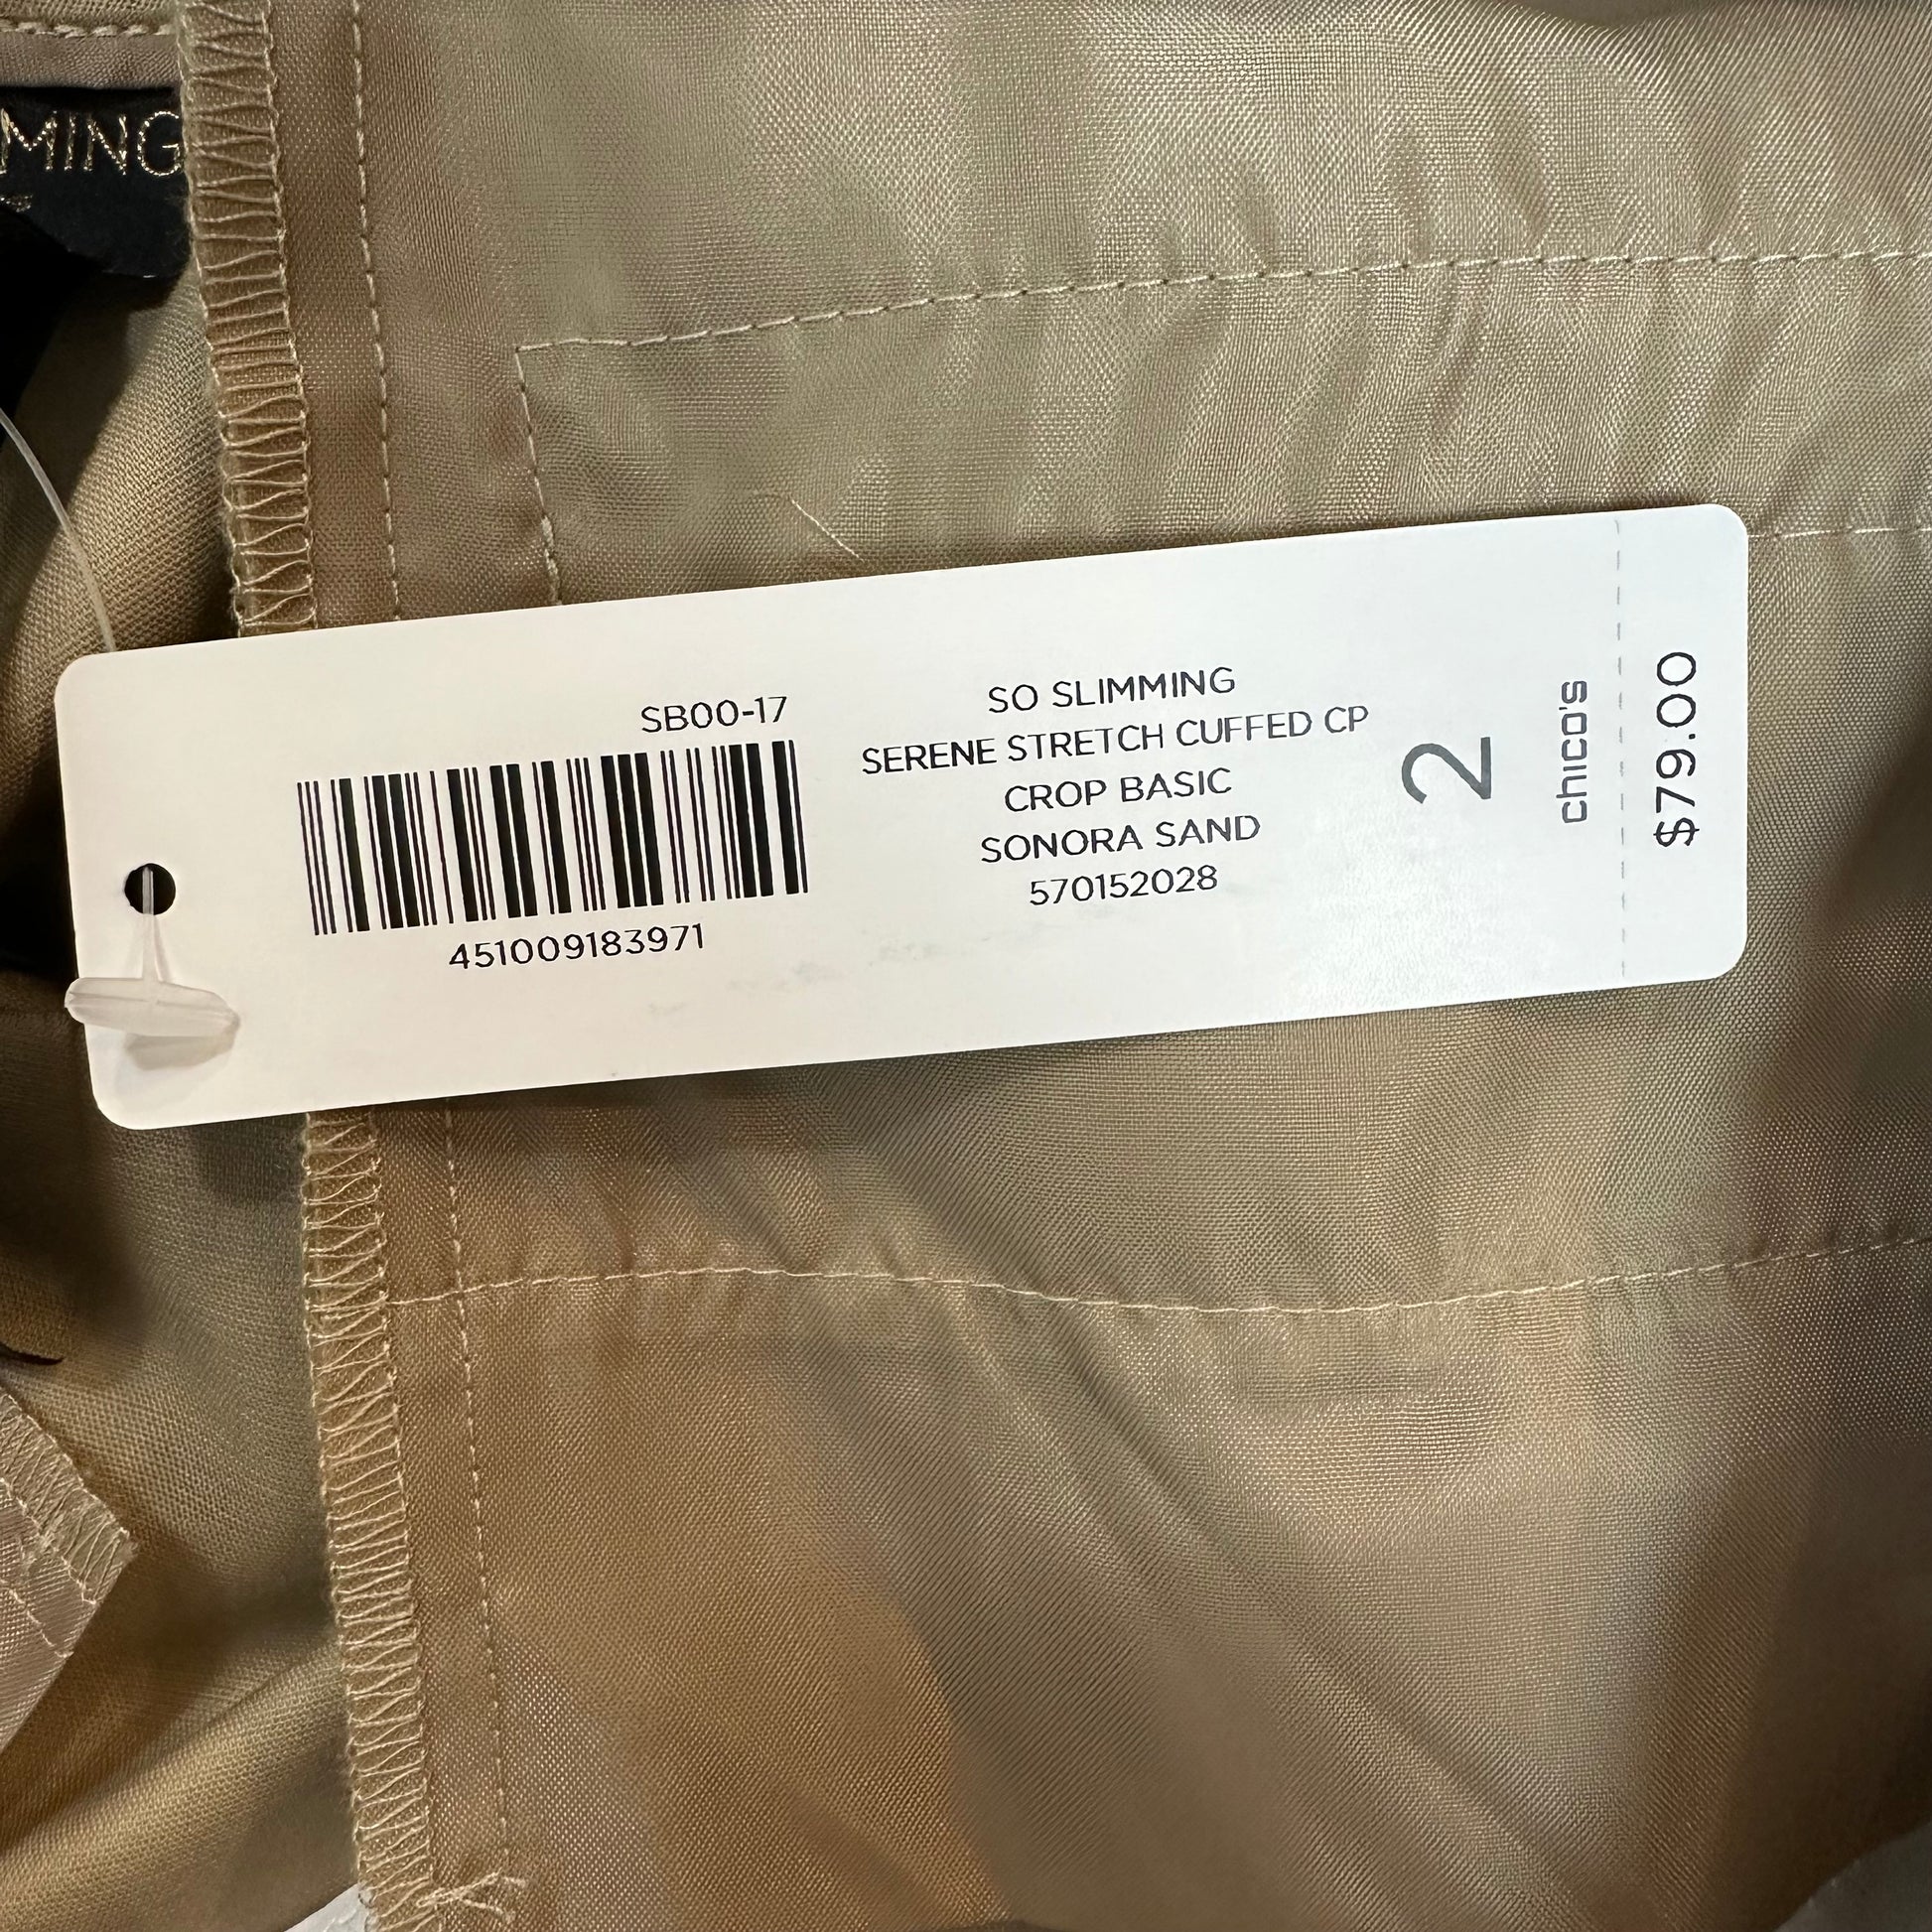 MING
SB00-17
451009183971
SO SLIMMING
SERENE STRETCH CUFFED CP
CROP BASIC
SONORA SAND
570152028
2
chico's
$79.00